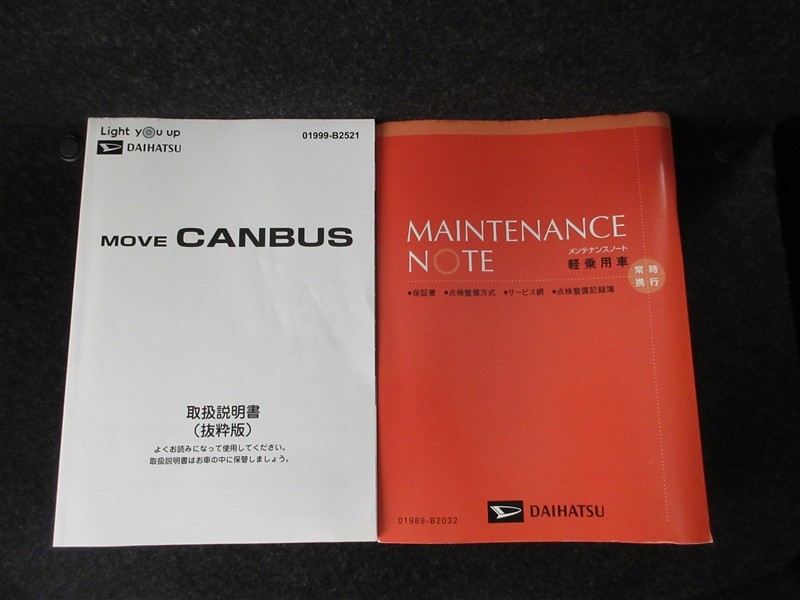 Light you up
DAIHATSU
01999-B2521
MOVE CANBUS
取扱説明書
(抜粋版)
よくお読みになって使用してください。
取扱説明書はお車の中に保管しましょう。
MAINTENANCE
NOTE
メンテナンスノート
軽乗用車
常時
携行
●保証書 ●点検整備方式 ●サービス網 ●点検整備記録簿
01989-B2032
DAIHATSU